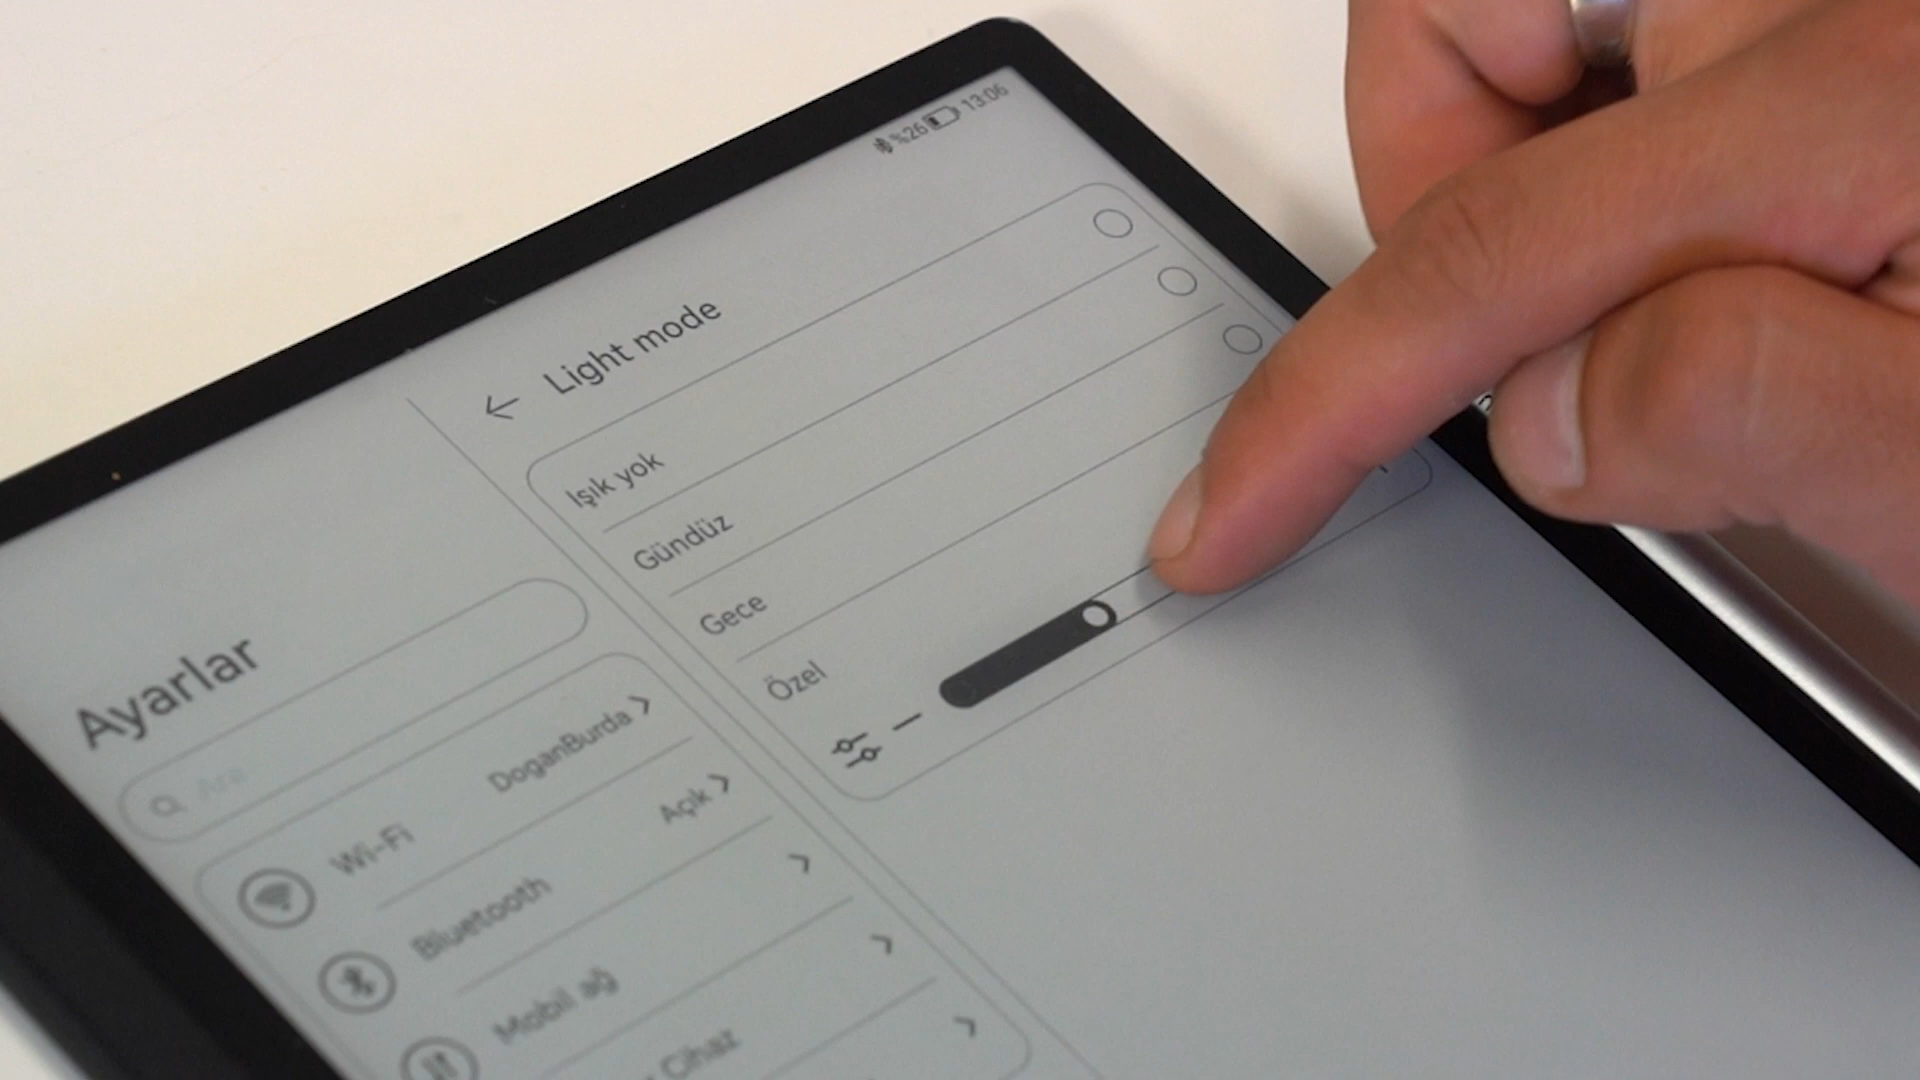 %26 13:06
← Light mode
Işık yok
Gündüz
Gece
Özel
Ayarlar
Ara
Wi-Fi DoganBurda
Bluetooth Açık
Mobil ağ
Cihaz